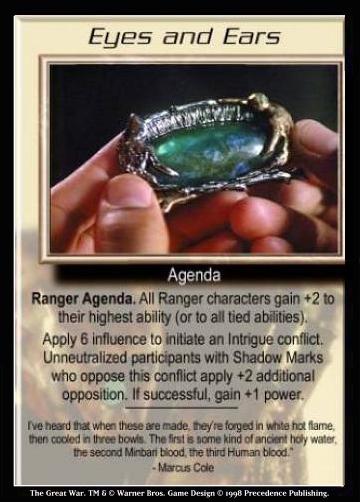 Eyes and Ears
Agenda
Ranger Agenda. All Ranger characters gain +2 to
their highest ability (or to all tied abilities).
Apply 6 influence to initiate an Intrigue conflict.
Unneutralized participants with Shadow Marks
who oppose this conflict apply +2 additional
opposition. If successful, gain +1 power.
I've heard that when these are made, they're forged in white hot flame,
then cooled in three bowls. The first is some kind of ancient holy water,
the second Minbari blood, the third Human blood."
- Marcus Cole
The Great War. TM & © Warner Bros. Game Design © 1998 Precedence Publishing.